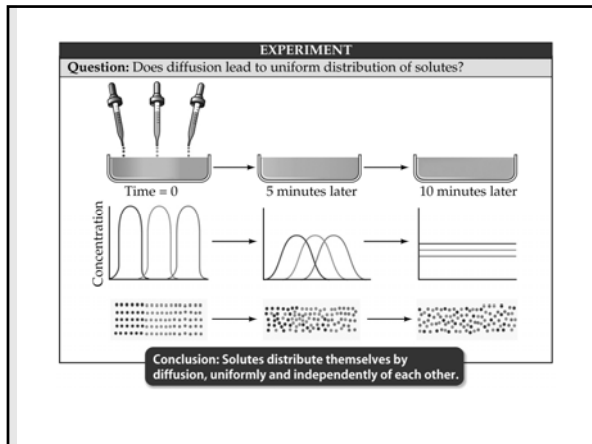 EXPERIMENT
Question: Does diffusion lead to uniform distribution of solutes?
Time = 0
5 minutes later
10 minutes later
Concentration
Conclusion: Solutes distribute themselves by
diffusion, uniformly and independently of each other.